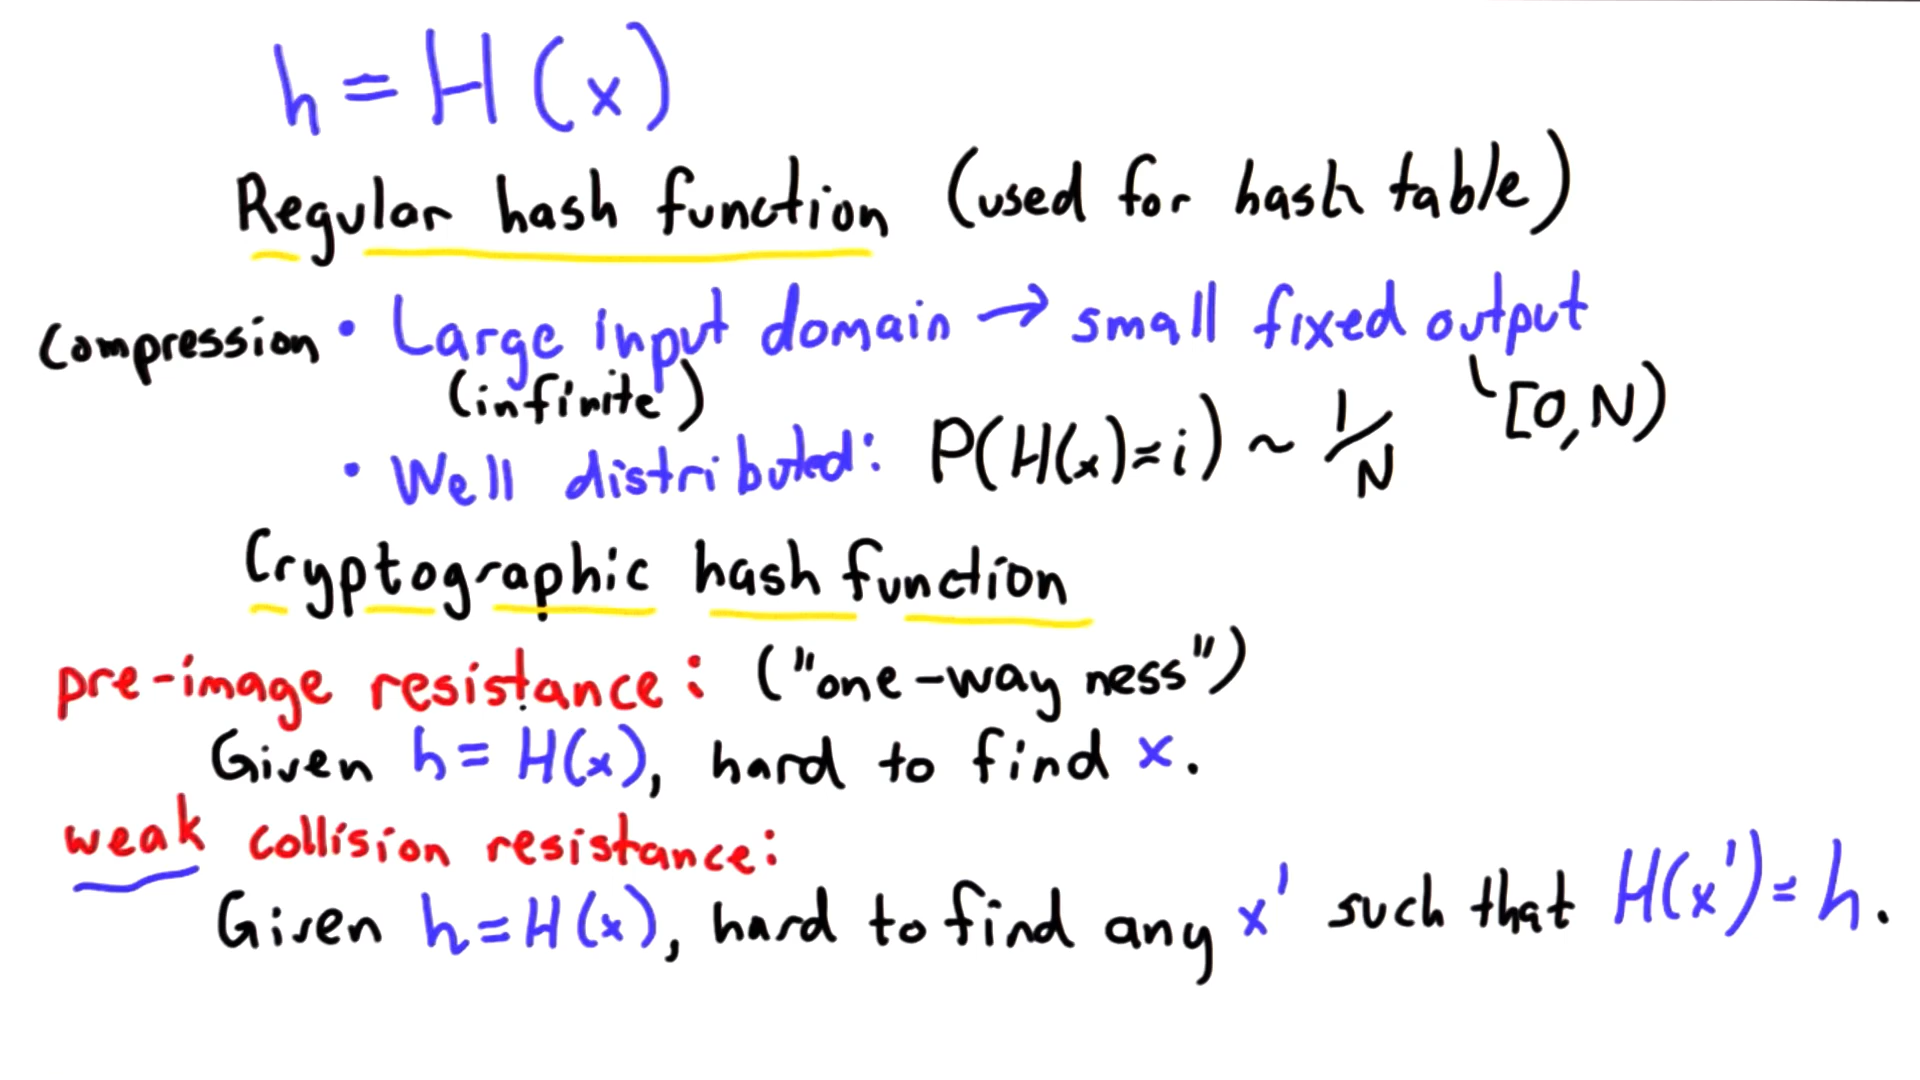 h = H(x)
Regular hash function (used for hash table)
Compression • Large input domain → small fixed output
(infinite) [0,N)
• Well distributed: P(H(x)=i) ~ 1/N
Cryptographic hash function
pre-image resistance: ("one-way ness")
Given h = H(x), hard to find x.
weak collision resistance:
Given h = H(x), hard to find any x' such that H(x') = h.